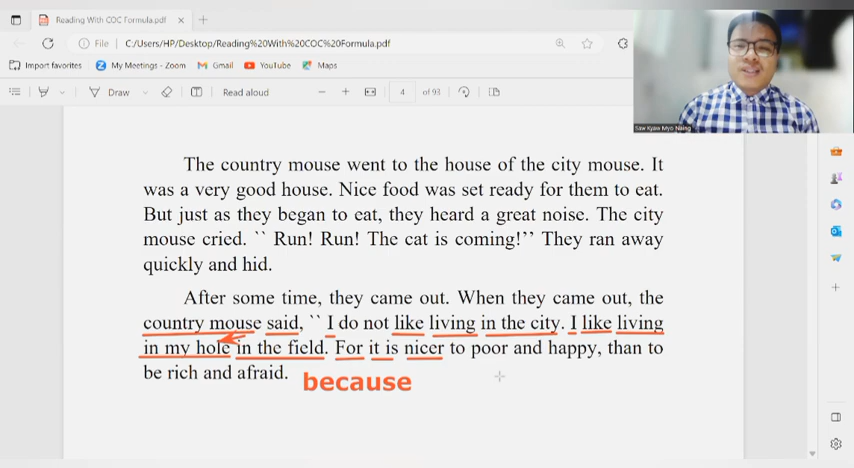 Reading With COC Formula.pdf
File C:/Users/HP/Desktop/Reading%20With%20COC%20Formula.pdf
Import favorites My Meetings - Zoom Gmail YouTube Maps
Draw Read aloud 4 of 93
Saw Kyaw Myo Naing
The country mouse went to the house of the city mouse. It
was a very good house. Nice food was set ready for them to eat.
But just as they began to eat, they heard a great noise. The city
mouse cried. `` Run! Run! The cat is coming!’’ They ran away
quickly and hid.
After some time, they came out. When they came out, the
country mouse said, `` I do not like living in the city. I like living
in my hole in the field. For it is nicer to poor and happy, than to
be rich and afraid.
because